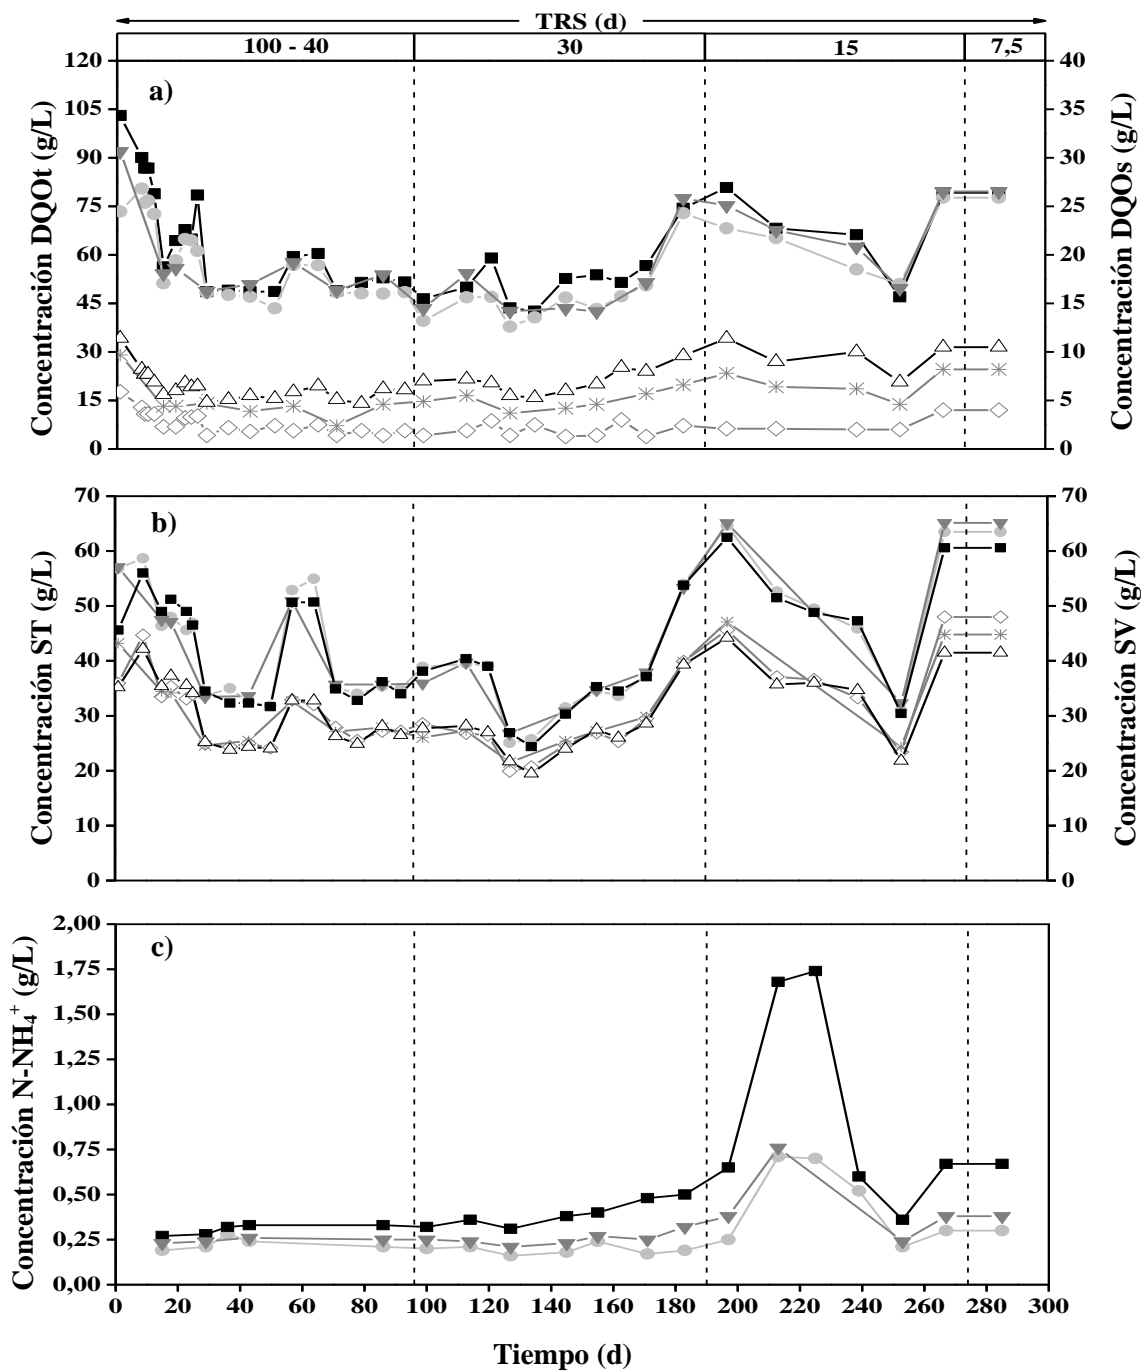 TRS (d)
100 - 40 30 15 7,5
a)
120 105 90 75 60 45 30 15 0
Concentración DQOt (g/L)
40 35 30 25 20 15 10 5 0
Concentración DQOs (g/L)
b)
70 60 50 40 30 20 10 0
Concentración ST (g/L)
70 60 50 40 30 20 10 0
Concentración SV (g/L)
c)
2,00 1,75 1,50 1,25 1,00 0,75 0,50 0,25 0,00
Concentración N-NH₄⁺ (g/L)
0 20 40 60 80 100 120 140 160 180 200 220 240 260 280 300
Tiempo (d)